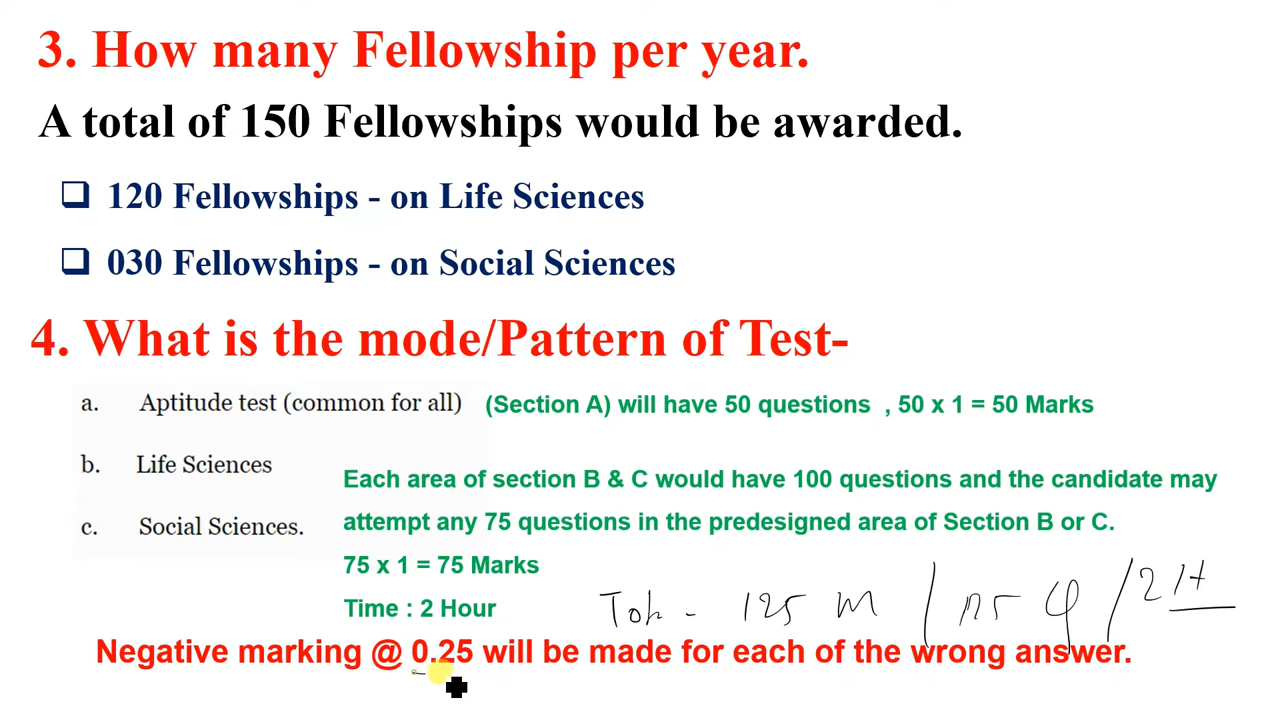 3. How many Fellowship per year.
A total of 150 Fellowships would be awarded.
❑ 120 Fellowships - on Life Sciences
❑ 030 Fellowships - on Social Sciences
4. What is the mode/Pattern of Test-
a. Aptitude test (common for all) (Section A) will have 50 questions , 50 x 1 = 50 Marks
b. Life Sciences
Each area of section B & C would have 100 questions and the candidate may
c. Social Sciences.
attempt any 75 questions in the predesigned area of Section B or C.
75 x 1 = 75 Marks
Time : 2 Hour
125 M / 125 Q / 2 H
Negative marking @ 0.25 will be made for each of the wrong answer.